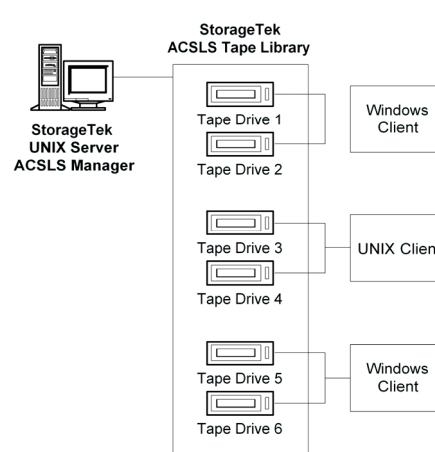 StorageTek
ACSLS Tape Library
StorageTek
UNIX Server
ACSLS Manager
Tape Drive 1
Tape Drive 2
Windows
Client
Tape Drive 3
Tape Drive 4
UNIX Clien
Tape Drive 5
Tape Drive 6
Windows
Client